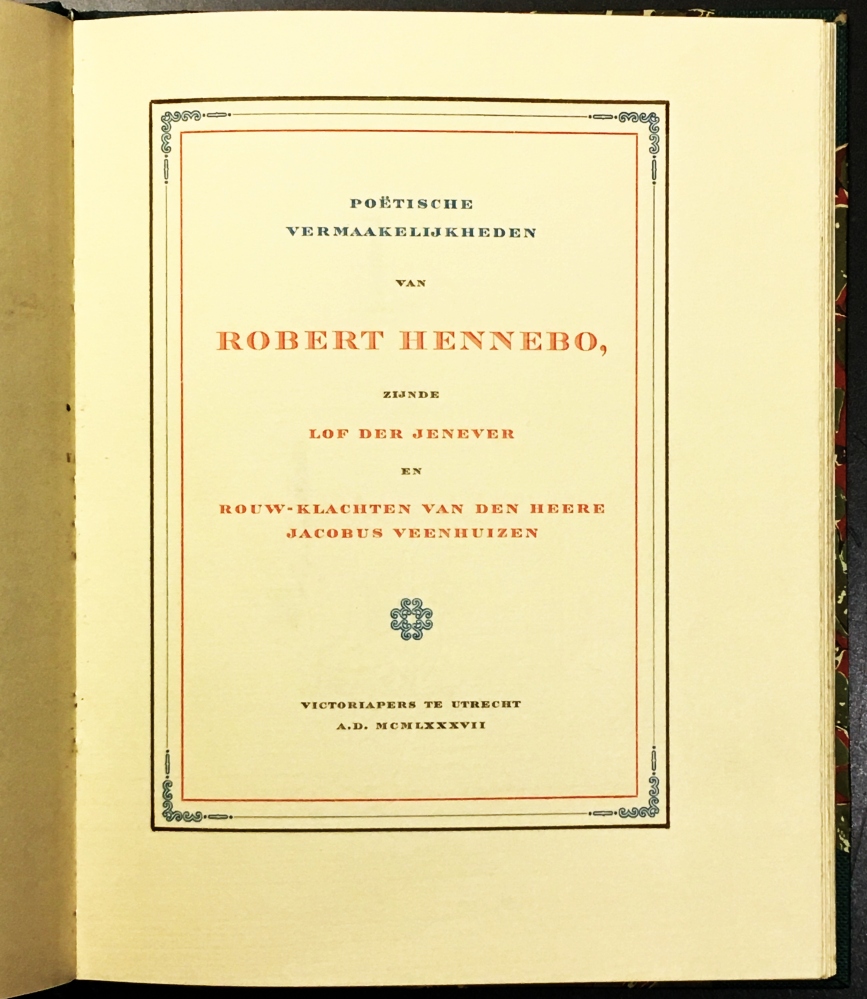 POËTISCHE
VERMAAKELIJKHEDEN
VAN
ROBERT HENNEBO,
ZIJNDE
LOF DER JENEVER
EN
ROUW-KLACHTEN VAN DEN HEERE
JACOBUS VEENHUIZEN
VICTORIAPERS TE UTRECHT
A.D. MCMLXXXVII